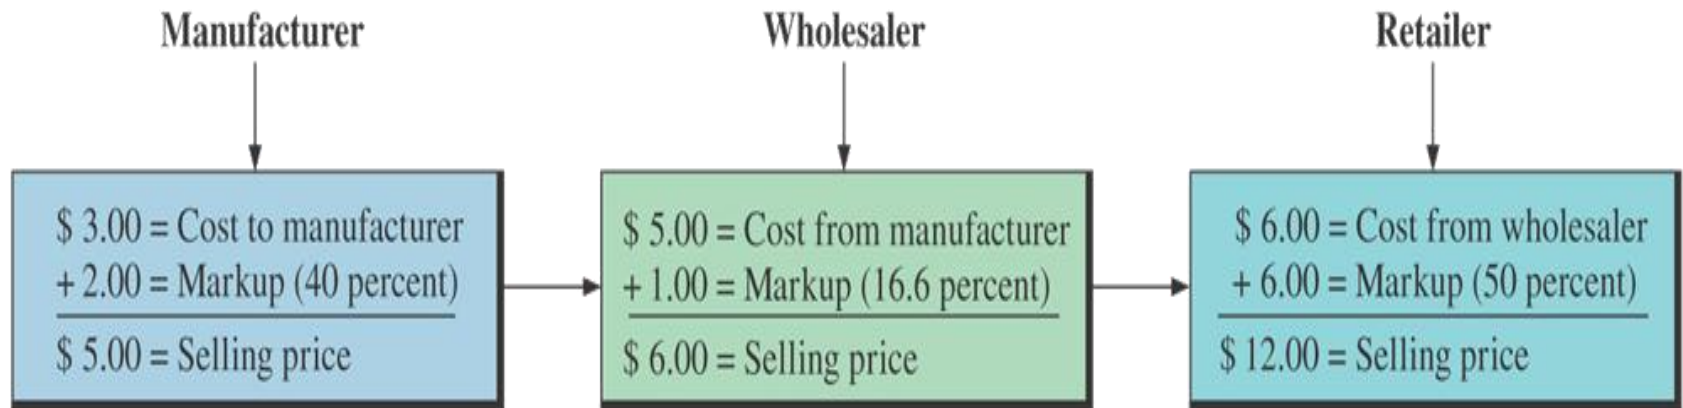 Manufacturer
Wholesaler
Retailer
$ 3.00 = Cost to manufacturer
+ 2.00 = Markup (40 percent)
$ 5.00 = Selling price
$ 5.00 = Cost from manufacturer
+ 1.00 = Markup (16.6 percent)
$ 6.00 = Selling price
$ 6.00 = Cost from wholesaler
+ 6.00 = Markup (50 percent)
$ 12.00 = Selling price